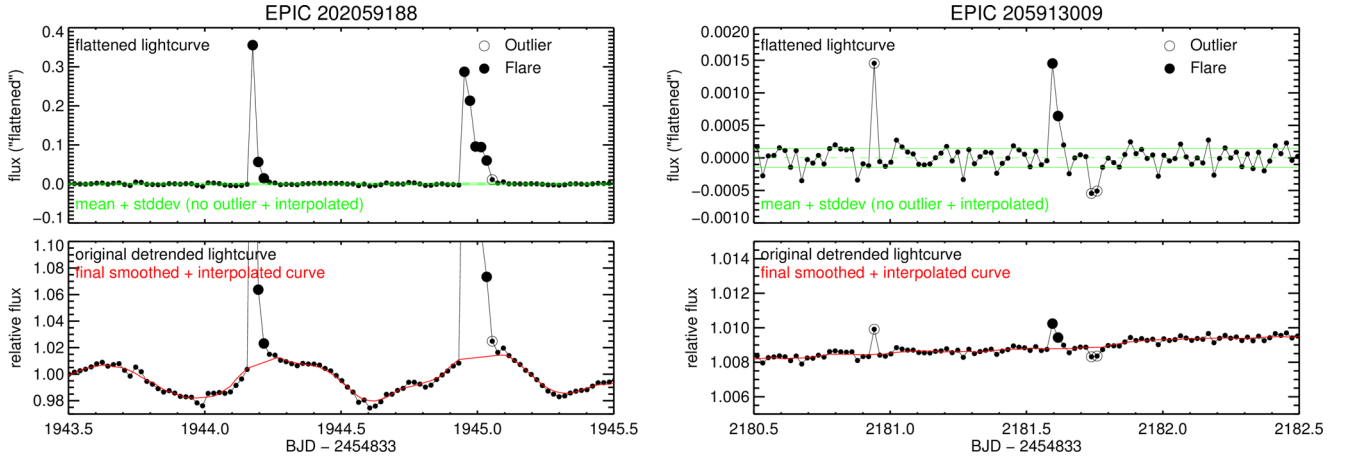 EPIC 202059188
flux ("flattened")
0.4
0.3
0.2
0.1
0.0
−0.1
flattened lightcurve
Outlier
Flare
mean + stddev (no outlier + interpolated)
relative flux
1.10
1.08
1.06
1.04
1.02
1.00
0.98
original detrended lightcurve
final smoothed + interpolated curve
1943.5 1944.0 1944.5 1945.0 1945.5
BJD − 2454833
EPIC 205913009
flux ("flattened")
0.0020
0.0015
0.0010
0.0005
0.0000
−0.0005
−0.0010
flattened lightcurve
Outlier
Flare
mean + stddev (no outlier + interpolated)
relative flux
1.014
1.012
1.010
1.008
1.006
original detrended lightcurve
final smoothed + interpolated curve
2180.5 2181.0 2181.5 2182.0 2182.5
BJD − 2454833